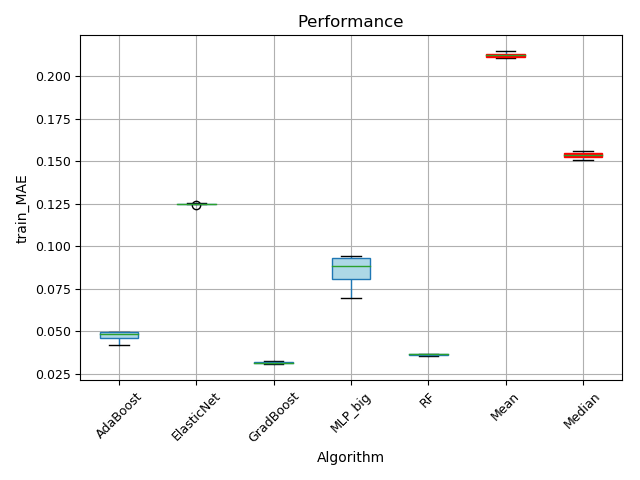 Performance
0.200
0.175
0.150
0.125
0.100
0.075
0.050
0.025
train_MAE
AdaBoost
ElasticNet
GradBoost
MLP_big
RF
Mean
Median
Algorithm